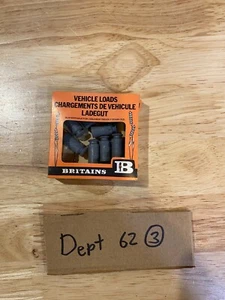 VEHICLE LOADS
CHARGEMENTS DE VEHICULE
LADEGUT
BRITAINS
B
Dept 62 3